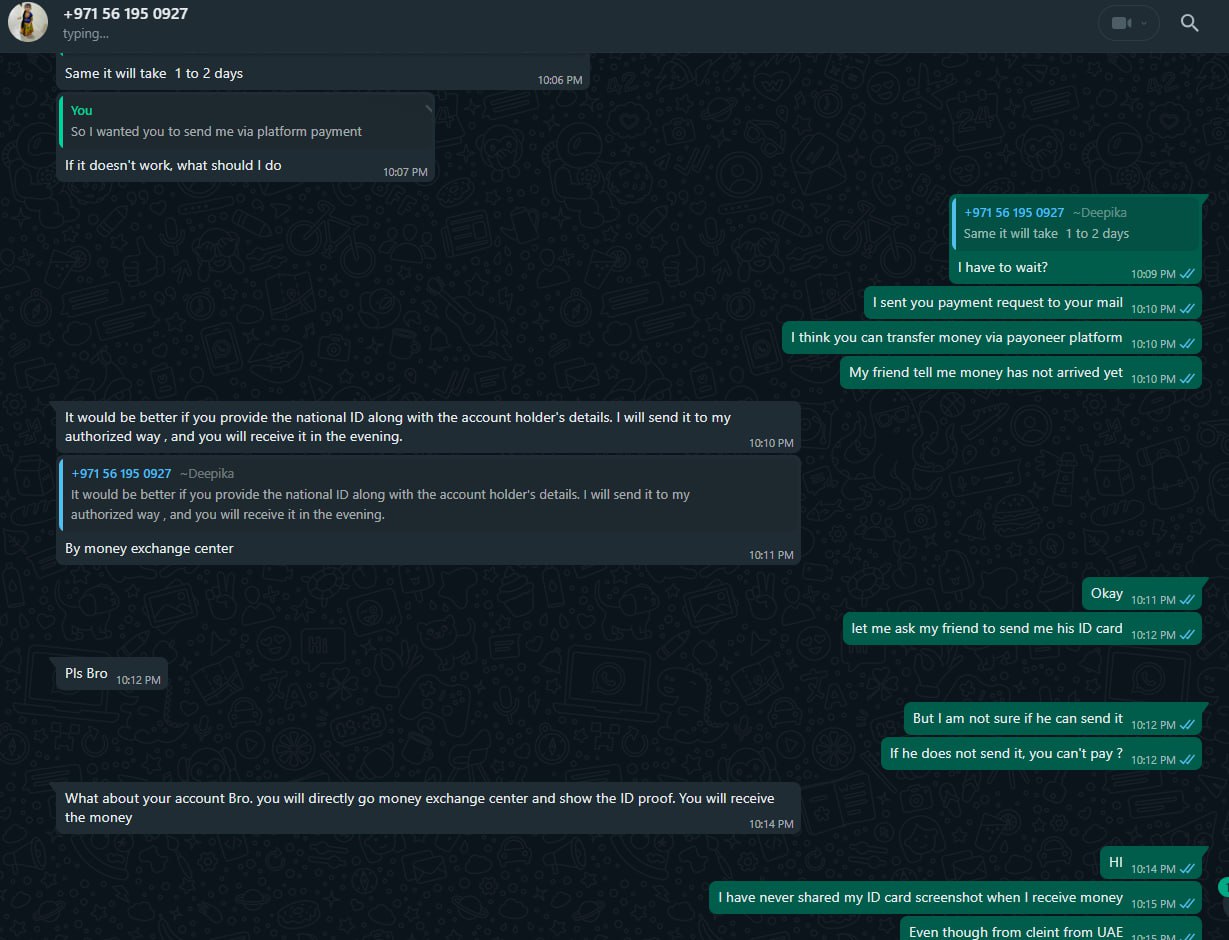 +971 56 195 0927
typing...
Same it will take 1 to 2 days
10:06 PM
You
So I wanted you to send me via platform payment
If it doesn't work, what should I do
10:07 PM
+971 56 195 0927 ~Deepika
Same it will take 1 to 2 days
I have to wait?
10:09 PM
I sent you payment request to your mail 10:10 PM
I think you can transfer money via payoneer platform 10:10 PM
My friend tell me money has not arrived yet 10:10 PM
It would be better if you provide the national ID along with the account holder's details. I will send it to my
authorized way , and you will receive it in the evening.
10:10 PM
+971 56 195 0927 ~Deepika
It would be better if you provide the national ID along with the account holder's details. I will send it to my
authorized way , and you will receive it in the evening.
By money exchange center
10:11 PM
Okay 10:11 PM
let me ask my friend to send me his ID card 10:12 PM
Pls Bro 10:12 PM
But I am not sure if he can send it 10:12 PM
If he does not send it, you can't pay ? 10:12 PM
What about your account Bro. you will directly go money exchange center and show the ID proof. You will receive
the money
10:14 PM
HI 10:14 PM
I have never shared my ID card screenshot when I receive money 10:15 PM
Even though from cleint from UAE 10:15 PM